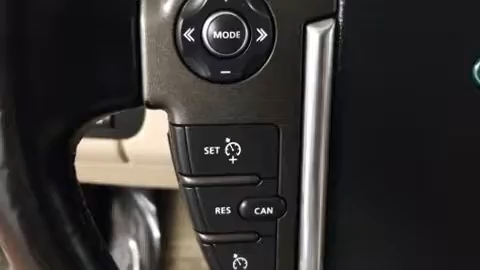 MODE
−
SET +
RES CAN